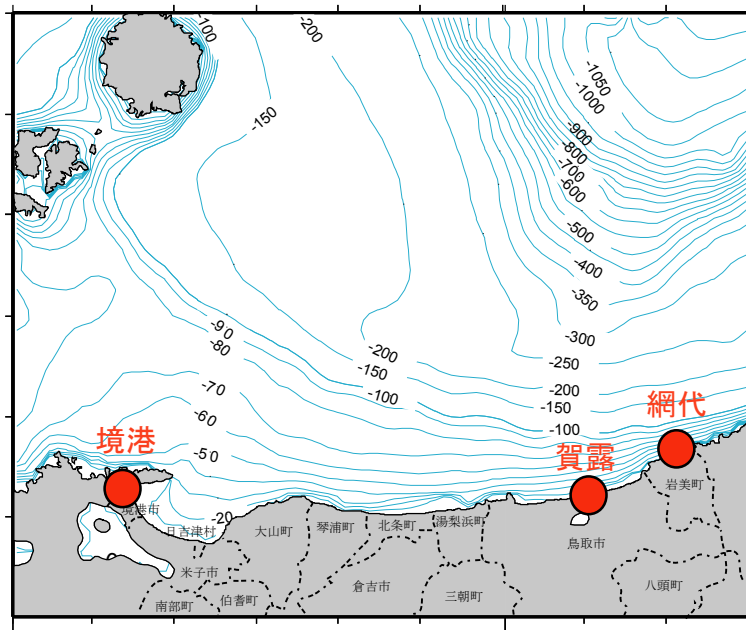 -100
-200
-150
-1050
-1000
-900
-800
-700
-600
-500
-400
-350
-300
-250
-200
-150
-100
-90
-80
-200
-150
-100
-70
-60
-50
-20
境港
賀露
網代
境港市
日吉津村
米子市
南部町
伯耆町
大山町
琴浦町
北条町
湯梨浜町
倉吉市
三朝町
鳥取市
岩美町
八頭町